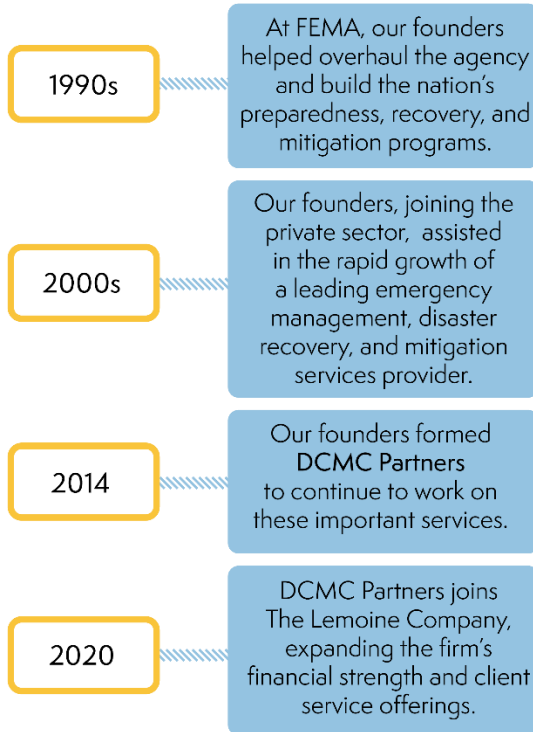 1990s
At FEMA, our founders
helped overhaul the agency
and build the nation's
preparedness, recovery, and
mitigation programs.
2000s
Our founders, joining the
private sector, assisted
in the rapid growth of
a leading emergency
management, disaster
recovery, and mitigation
services provider.
2014
Our founders formed
DCMC Partners
to continue to work on
these important services.
2020
DCMC Partners joins
The Lemoine Company,
expanding the firm's
financial strength and client
service offerings.